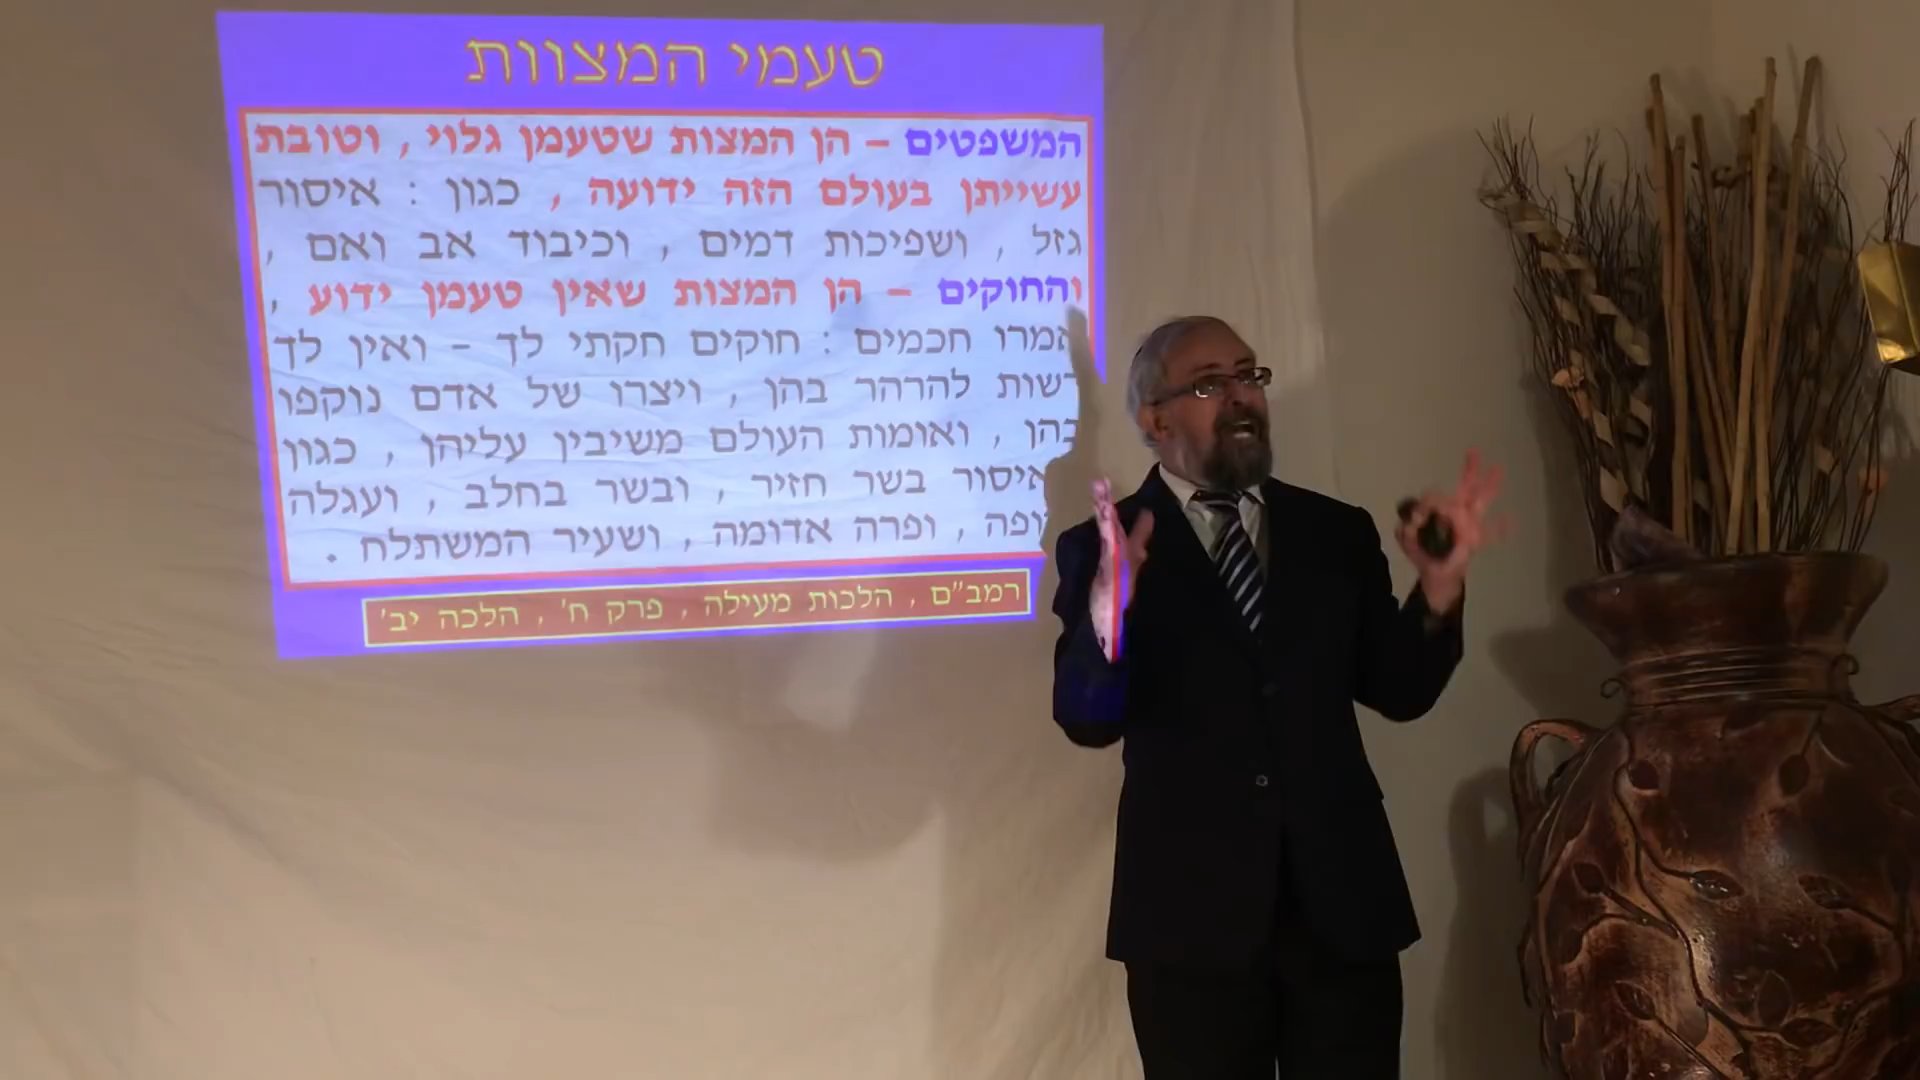 טעמי המצוות
המשפטים – הן המצות שטעמן גלוי , וטובת
עשייתן בעולם הזה ידועה , כגון : איסור
גזל , ושפיכות דמים , וכיבוד אב ואם ,
והחוקים – הן המצות שאין טעמן ידוע ,
אמרו חכמים : חוקים חקתי לך – ואין לך
רשות להרהר בהן , ויצרו של אדם נוקפו
בהן , ואומות העולם משיבין עליהן , כגון
איסור בשר חזיר , ובשר בחלב , ועגלה
ופרה אדומה , ושעיר המשתלח .
רמב"ם , הלכות מעילה , פרק ח' , הלכה יב'